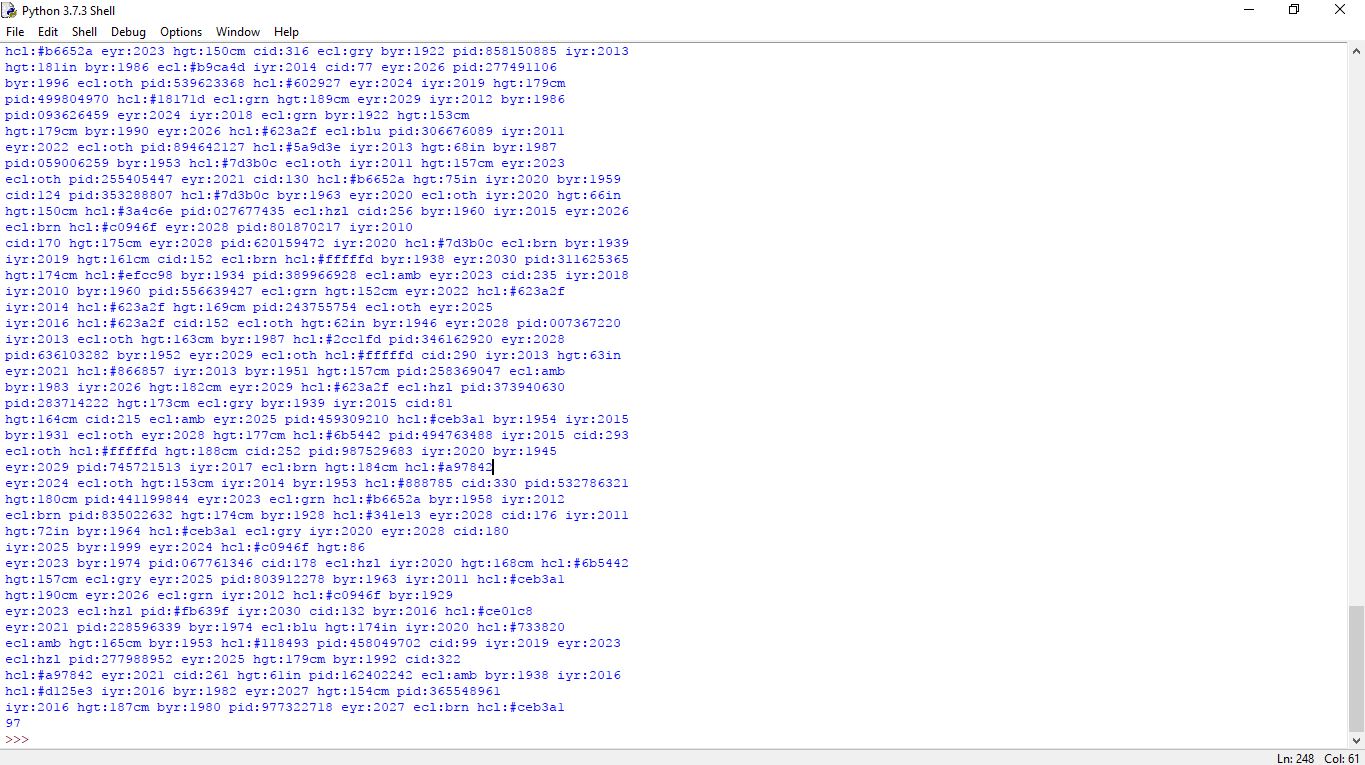 Python 3.7.3 Shell
File Edit Shell Debug Options Window Help
hcl:#b6652a eyr:2023 hgt:150cm cid:316 ecl:gry byr:1922 pid:858150885 iyr:2013
hgt:181in byr:1986 ecl:#b9ca4d iyr:2014 cid:77 eyr:2026 pid:277491106
byr:1996 ecl:oth pid:539623368 hcl:#602927 eyr:2024 iyr:2019 hgt:179cm
pid:499804970 hcl:#18171d ecl:grn hgt:189cm eyr:2029 iyr:2012 byr:1986
pid:093626459 eyr:2024 iyr:2018 ecl:grn byr:1922 hgt:153cm
hgt:179cm byr:1990 eyr:2026 hcl:#623a2f ecl:blu pid:306676089 iyr:2011
eyr:2022 ecl:oth pid:894642127 hcl:#5a9d3e iyr:2013 hgt:68in byr:1987
pid:059006259 byr:1953 hcl:#7d3b0c ecl:oth iyr:2011 hgt:157cm eyr:2023
ecl:oth pid:255405447 eyr:2021 cid:130 hcl:#b6652a hgt:75in iyr:2020 byr:1959
cid:124 pid:353288807 hcl:#7d3b0c byr:1963 eyr:2020 ecl:oth iyr:2020 hgt:66in
hgt:150cm hcl:#3a4c6e pid:027677435 ecl:hzl cid:256 byr:1960 iyr:2015 eyr:2026
ecl:brn hcl:#c0946f eyr:2028 pid:801870217 iyr:2010
cid:170 hgt:175cm eyr:2028 pid:620159472 iyr:2020 hcl:#7d3b0c ecl:brn byr:1939
iyr:2019 hgt:161cm cid:152 ecl:brn hcl:#fffffd byr:1938 eyr:2030 pid:311625365
hgt:174cm hcl:#efcc98 byr:1934 pid:389966928 ecl:amb eyr:2023 cid:235 iyr:2018
iyr:2010 byr:1960 pid:556639427 ecl:grn hgt:152cm eyr:2022 hcl:#623a2f
iyr:2014 hcl:#623a2f hgt:169cm pid:243755754 ecl:oth eyr:2025
iyr:2016 hcl:#623a2f cid:152 ecl:oth hgt:62in byr:1946 eyr:2028 pid:007367220
iyr:2013 ecl:oth hgt:163cm byr:1987 hcl:#2cc1fd pid:346162920 eyr:2028
pid:636103282 byr:1952 eyr:2029 ecl:oth hcl:#fffffd cid:290 iyr:2013 hgt:63in
eyr:2021 hcl:#866857 iyr:2013 byr:1951 hgt:157cm pid:258369047 ecl:amb
byr:1983 iyr:2026 hgt:182cm eyr:2029 hcl:#623a2f ecl:hzl pid:373940630
pid:283714222 hgt:173cm ecl:gry byr:1939 iyr:2015 cid:81
hgt:164cm cid:215 ecl:amb eyr:2025 pid:459309210 hcl:#ceb3a1 byr:1954 iyr:2015
byr:1931 ecl:oth eyr:2028 hgt:177cm hcl:#6b5442 pid:494763488 iyr:2015 cid:293
ecl:oth hcl:#fffffd hgt:188cm cid:252 pid:987529683 iyr:2020 byr:1945
eyr:2029 pid:745721513 iyr:2017 ecl:brn hgt:184cm hcl:#a97842
eyr:2024 ecl:oth hgt:153cm iyr:2014 byr:1953 hcl:#888785 cid:330 pid:532786321
hgt:180cm pid:441199844 eyr:2023 ecl:grn hcl:#b6652a byr:1958 iyr:2012
ecl:brn pid:835022632 hgt:174cm byr:1928 hcl:#341e13 eyr:2028 cid:176 iyr:2011
hgt:72in byr:1964 hcl:#ceb3a1 ecl:gry iyr:2020 eyr:2028 cid:180
iyr:2025 byr:1999 eyr:2024 hcl:#c0946f hgt:86
eyr:2023 byr:1974 pid:067761346 cid:178 ecl:hzl iyr:2020 hgt:168cm hcl:#6b5442
hgt:157cm ecl:gry eyr:2025 pid:803912278 byr:1963 iyr:2011 hcl:#ceb3a1
hgt:190cm eyr:2026 ecl:grn iyr:2012 hcl:#c0946f byr:1929
eyr:2023 ecl:hzl pid:#fb639f iyr:2030 cid:132 byr:2016 hcl:#ce01c8
eyr:2021 pid:228596339 byr:1974 ecl:blu hgt:174in iyr:2020 hcl:#733820
ecl:amb hgt:165cm byr:1953 hcl:#118493 pid:458049702 cid:99 iyr:2019 eyr:2023
ecl:hzl pid:277988952 eyr:2025 hgt:179cm byr:1992 cid:322
hcl:#a97842 eyr:2021 cid:261 hgt:61in pid:162402242 ecl:amb byr:1938 iyr:2016
hcl:#d125e3 iyr:2016 byr:1982 eyr:2027 hgt:154cm pid:365548961
iyr:2016 hgt:187cm byr:1980 pid:977322718 eyr:2027 ecl:brn hcl:#ceb3a1
97
>>>
Ln: 248 Col: 61